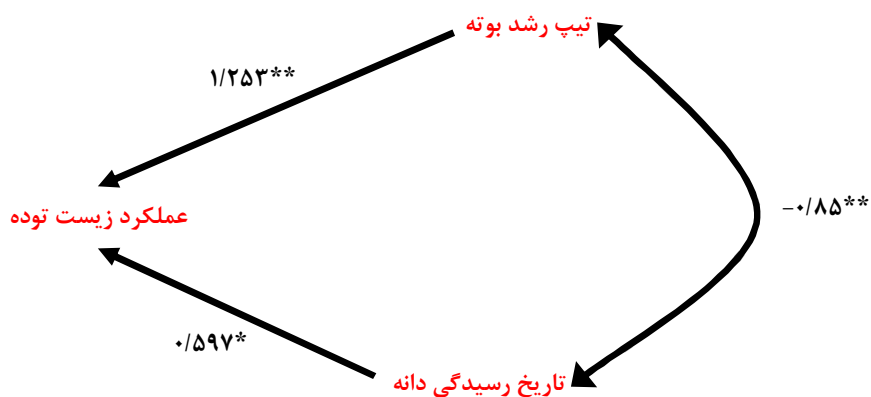 تیپ رشد بوته
۱/۲۵۳**
عملکرد زیست توده
-۰/۸۵**
۰/۵۹۷*
تاریخ رسیدگی دانه